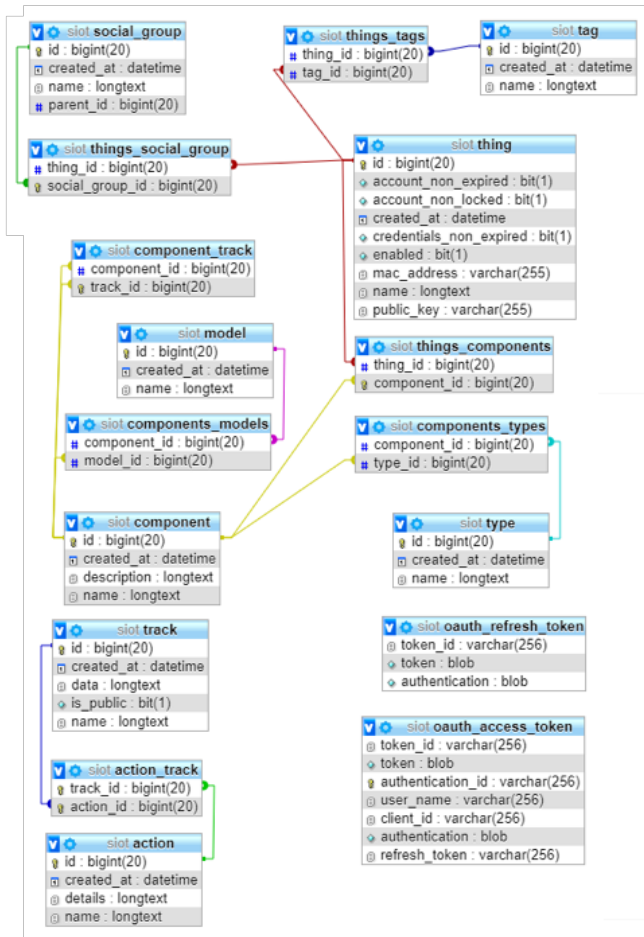 siot social_group
id : bigint(20)
created_at : datetime
name : longtext
parent_id : bigint(20)
siot things_tags
thing_id : bigint(20)
tag_id : bigint(20)
siot tag
id : bigint(20)
created_at : datetime
name : longtext
siot things_social_group
thing_id : bigint(20)
social_group_id : bigint(20)
siot thing
id : bigint(20)
account_non_expired : bit(1)
account_non_locked : bit(1)
created_at : datetime
credentials_non_expired : bit(1)
enabled : bit(1)
mac_address : varchar(255)
name : longtext
public_key : varchar(255)
siot component_track
component_id : bigint(20)
track_id : bigint(20)
siot model
id : bigint(20)
created_at : datetime
name : longtext
siot things_components
thing_id : bigint(20)
component_id : bigint(20)
siot components_models
component_id : bigint(20)
model_id : bigint(20)
siot components_types
component_id : bigint(20)
type_id : bigint(20)
siot component
id : bigint(20)
created_at : datetime
description : longtext
name : longtext
siot type
id : bigint(20)
created_at : datetime
name : longtext
siot track
id : bigint(20)
created_at : datetime
data : longtext
is_public : bit(1)
name : longtext
siot oauth_refresh_token
token_id : varchar(256)
token : blob
authentication : blob
siot oauth_access_token
token_id : varchar(256)
token : blob
authentication_id : varchar(256)
user_name : varchar(256)
client_id : varchar(256)
authentication : blob
refresh_token : varchar(256)
siot action_track
track_id : bigint(20)
action_id : bigint(20)
siot action
id : bigint(20)
created_at : datetime
details : longtext
name : longtext